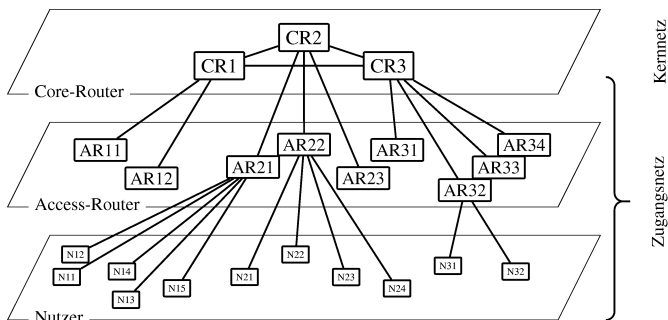 CR2
CR1 CR3
Core-Router
Kernnetz
AR11 AR12 AR21 AR22 AR23 AR31 AR32 AR33 AR34
Access-Router
Zugangsnetz
N12 N11 N14 N13 N15 N21 N22 N23 N24 N31 N32
Nutzer